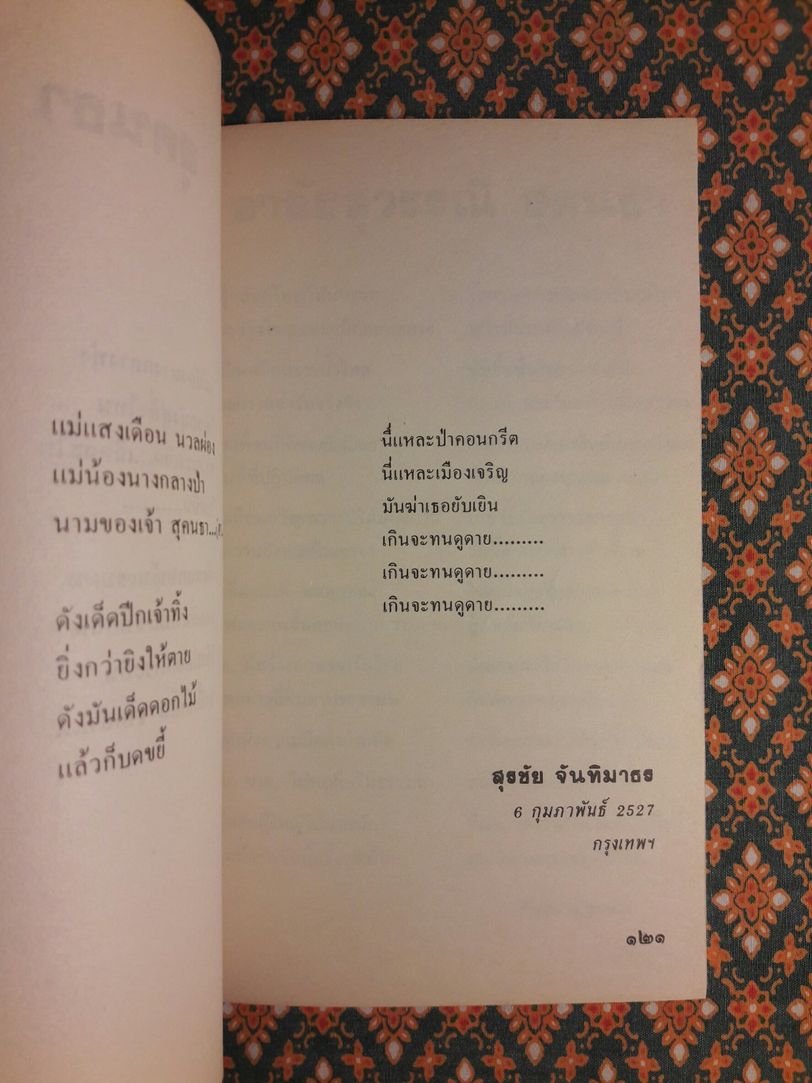 สุคนธา
แม่แสงเดือน นวลผ่อง
แม่น้องนางกลางป่า
นามของเจ้า สุคนธา...
ดังเด็ดปีกเจ้าทิ้ง
ยิ่งกว่ายิงให้ตาย
ดังมันเด็ดดอกไม้
แล้วก็บดขยี้
นี่แหละป่าคอนกรีต
นี่แหละเมืองเจริญ
มันฆ่าเธอยับเยิน
เกินจะทนดูดาย.........
เกินจะทนดูดาย.........
เกินจะทนดูดาย.........
สุรชัย จันทิมาธร
6 กุมภาพันธ์ 2527
กรุงเทพฯ
๑๒๑